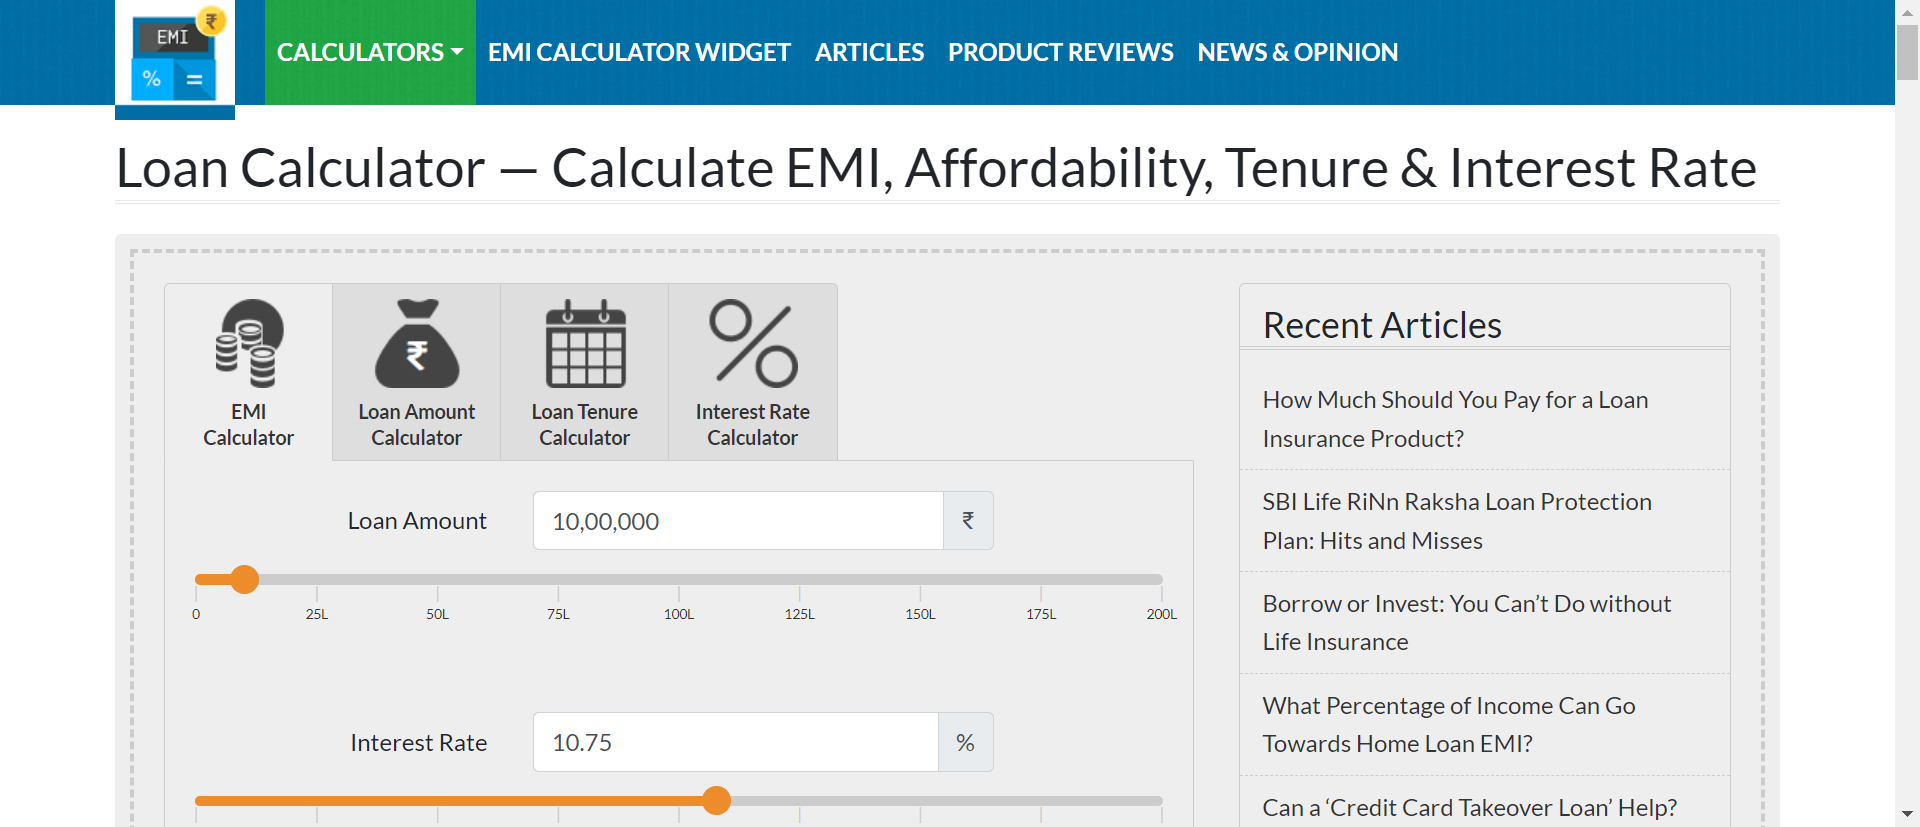 EMI
₹
%
=
CALCULATORS
EMI CALCULATOR WIDGET
ARTICLES
PRODUCT REVIEWS
NEWS & OPINION
Loan Calculator — Calculate EMI, Affordability, Tenure & Interest Rate
EMI
Calculator
₹
Loan Amount
Calculator
Loan Tenure
Calculator
Interest Rate
Calculator
Loan Amount
10,00,000
₹
0
25L
50L
75L
100L
125L
150L
175L
200L
Interest Rate
10.75
%
Recent Articles
How Much Should You Pay for a Loan
Insurance Product?
SBI Life RiNn Raksha Loan Protection
Plan: Hits and Misses
Borrow or Invest: You Can’t Do without
Life Insurance
What Percentage of Income Can Go
Towards Home Loan EMI?
Can a ‘Credit Card Takeover Loan’ Help?